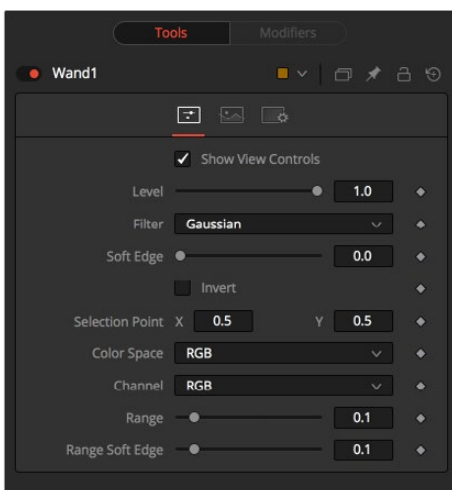 Tools Modifiers
Wand1
Show View Controls
Level 1.0
Filter Gaussian
Soft Edge 0.0
Invert
Selection Point X 0.5 Y 0.5
Color Space RGB
Channel RGB
Range 0.1
Range Soft Edge 0.1